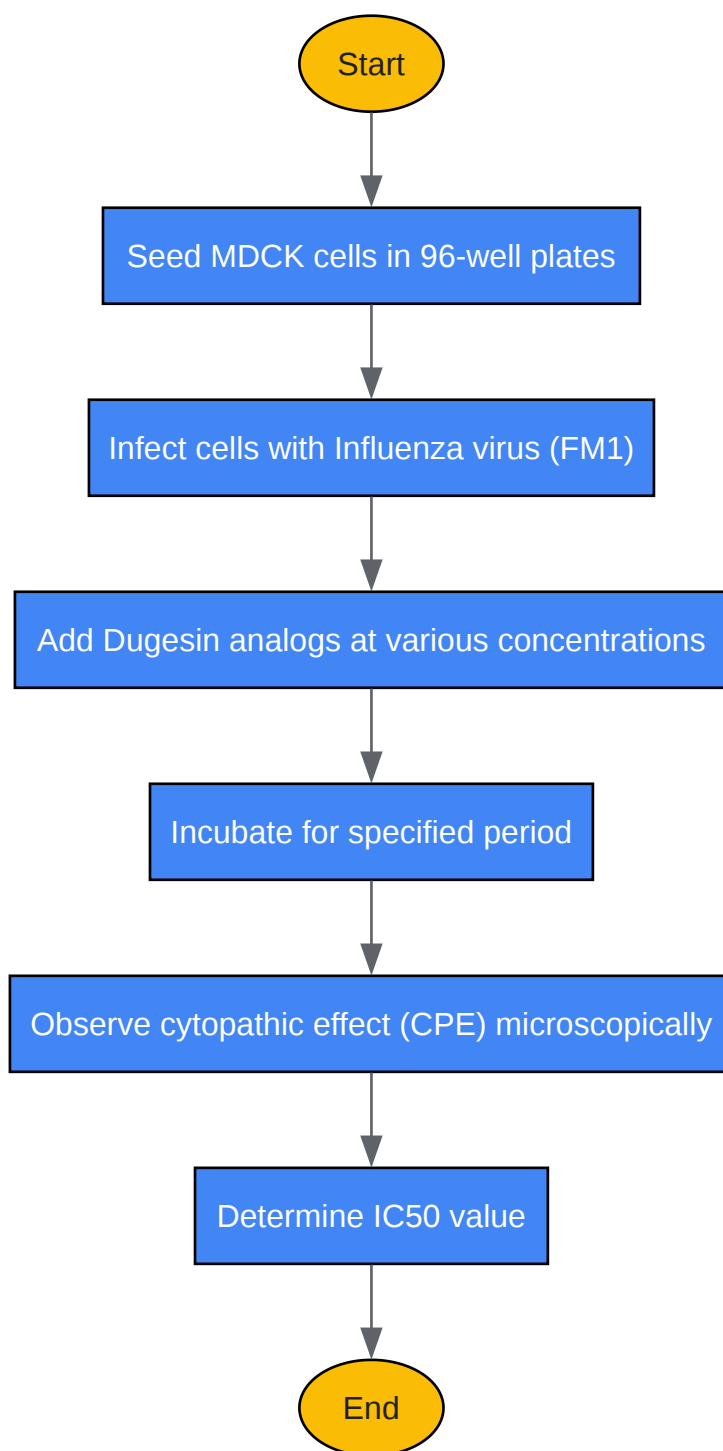 Start
Seed MDCK cells in 96-well plates
Infect cells with Influenza virus (FM1)
Add Dugesin analogs at various concentrations
Incubate for specified period
Observe cytopathic effect (CPE) microscopically
Determine IC50 value
End